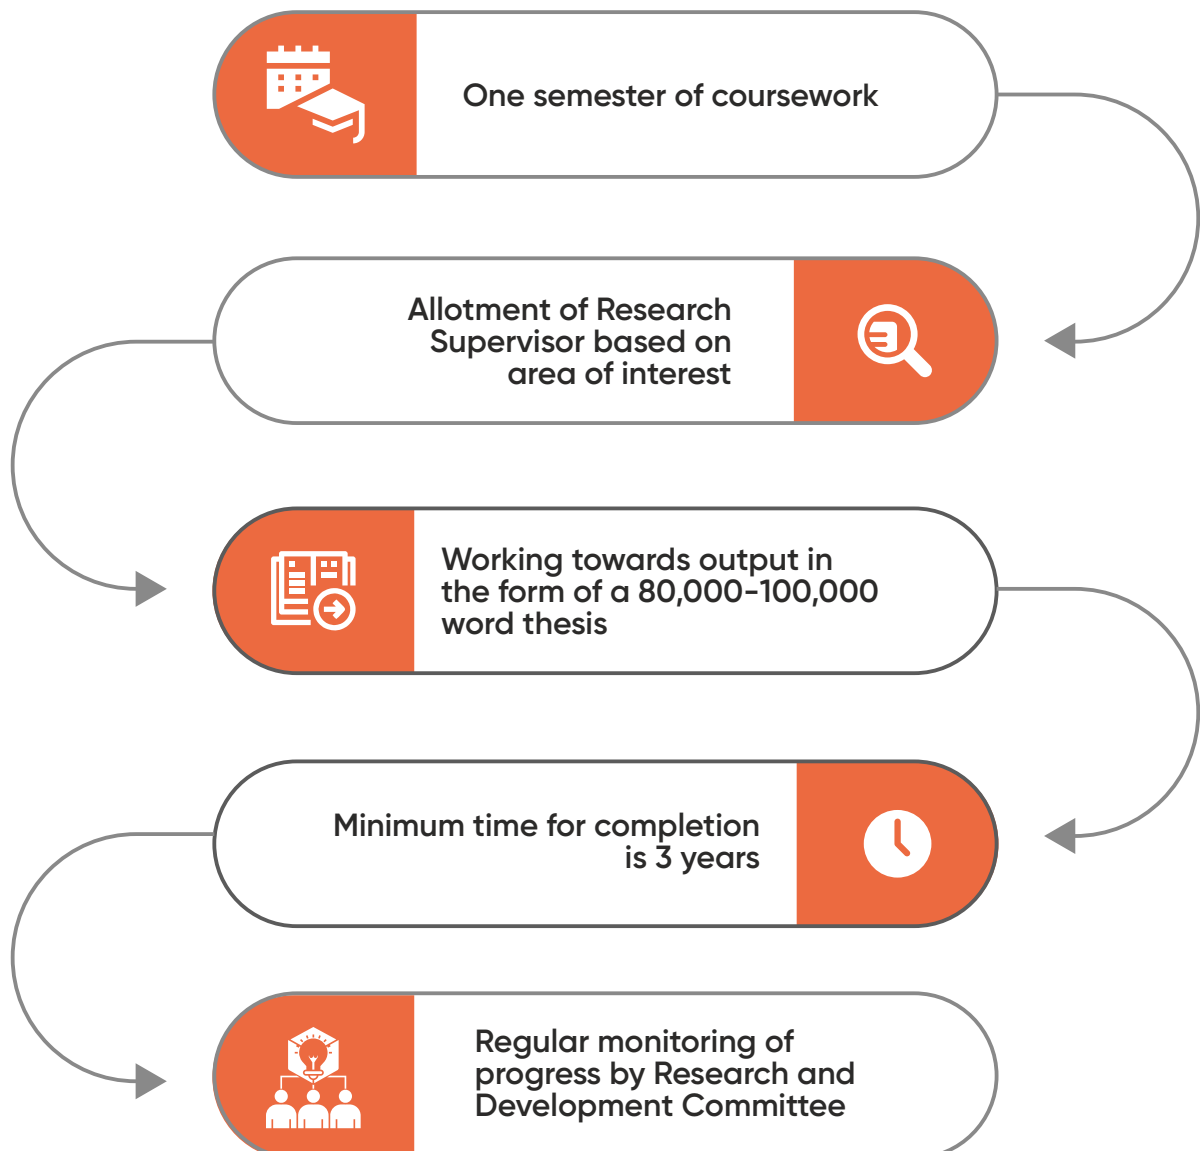 One semester of coursework
Allotment of Research
Supervisor based on
area of interest
Working towards output in
the form of a 80,000-100,000
word thesis
Minimum time for completion
is 3 years
Regular monitoring of
progress by Research and
Development Committee